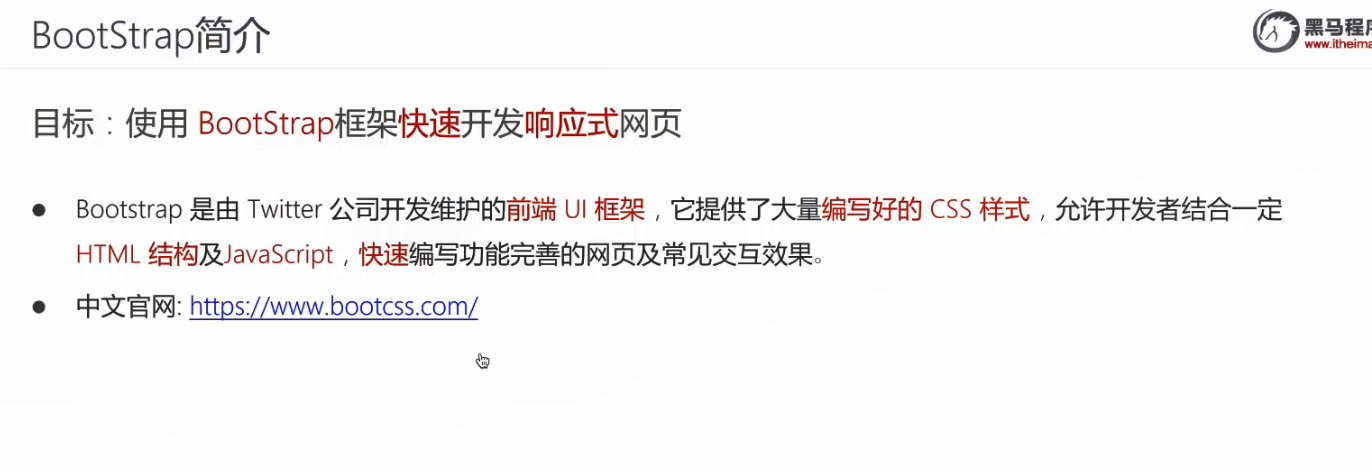 BootStrap简介
黑马程序
www.itheima
目标：使用 BootStrap框架快速开发响应式网页
● Bootstrap 是由 Twitter 公司开发维护的前端 UI 框架，它提供了大量编写好的 CSS 样式，允许开发者结合一定
HTML 结构及JavaScript，快速编写功能完善的网页及常见交互效果。
● 中文官网: https://www.bootcss.com/